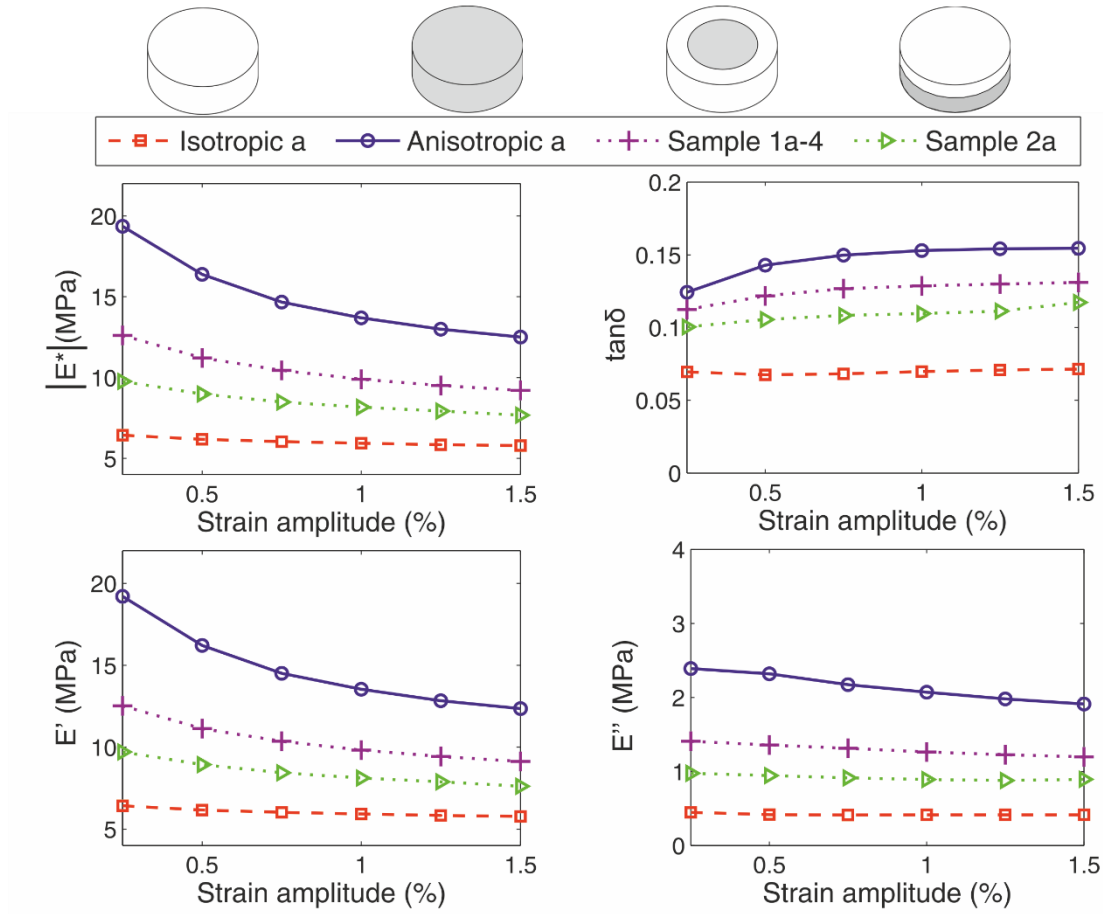 Isotropic a Anisotropic a Sample 1a-4 Sample 2a
|E*|(MPa)
20
15
10
5
0.5 1 1.5
Strain amplitude (%)
tanδ
0.2
0.15
0.1
0.05
0
0.5 1 1.5
Strain amplitude (%)
E' (MPa)
20
15
10
5
0.5 1 1.5
Strain amplitude (%)
E'' (MPa)
4
3
2
1
0
0.5 1 1.5
Strain amplitude (%)